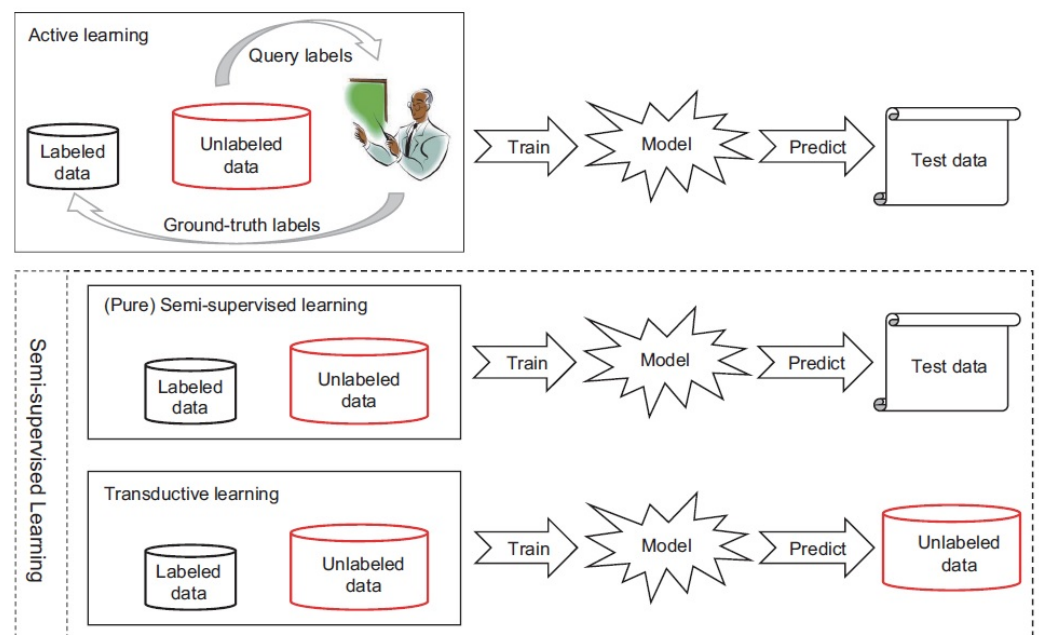 Active learning
Query labels
Labeled
data
Unlabeled
data
Ground-truth labels
Train
Model
Predict
Test data
Semi-supervised Learning
(Pure) Semi-supervised learning
Labeled
data
Unlabeled
data
Train
Model
Predict
Test data
Transductive learning
Labeled
data
Unlabeled
data
Train
Model
Predict
Unlabeled
data